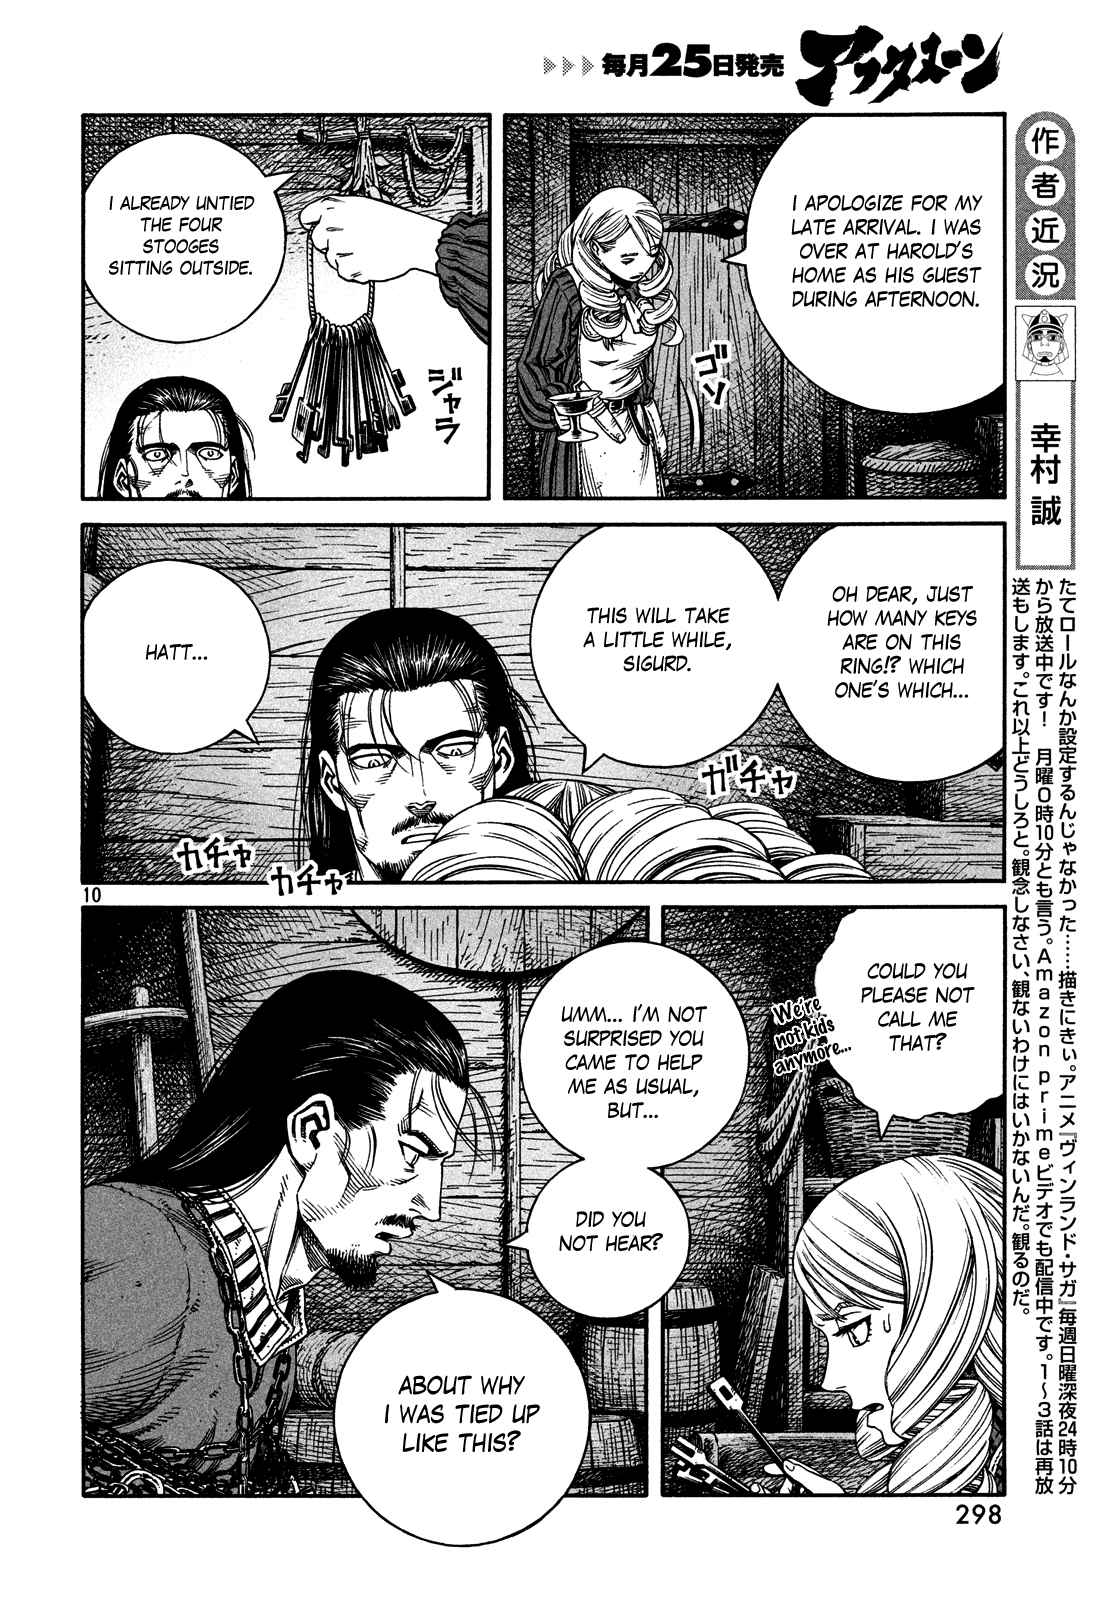 ▷▷▷毎月25日発売 アフタヌーン
I APOLOGIZE FOR MY
LATE ARRIVAL. I WAS
OVER AT HAROLD'S
HOME AS HIS GUEST
DURING AFTERNOON.
ゴソ
I ALREADY UNTIED
THE FOUR
STOOGES
SITTING OUTSIDE.
ジャラ
OH DEAR, JUST
HOW MANY KEYS
ARE ON THIS
RING!? WHICH
ONE'S WHICH...
THIS WILL TAKE
A LITTLE WHILE,
SIGURD.
HATT...
ガチャ
カチャ
カチャ
10
COULD YOU
PLEASE NOT
CALL ME
THAT?
We're
not kids
anymore...
UMM... I'M NOT
SURPRISED YOU
CAME TO HELP
ME AS USUAL,
BUT...
DID YOU
NOT HEAR?
ABOUT WHY
I WAS TIED UP
LIKE THIS?
作者近況
幸村 誠
たてロールなんか設定するんじゃなかった……描きにきぃ。アニメ『ヴィンランド・サガ』毎週日曜深夜24時10分
から放送中です! 月曜0時10分とも言う。Amazon primeビデオでも配信中です。1〜3話は再放
送もします。これ以上どうしろと。観念しなさい、観ないわけにはいかないんだ。観るのだ。
298